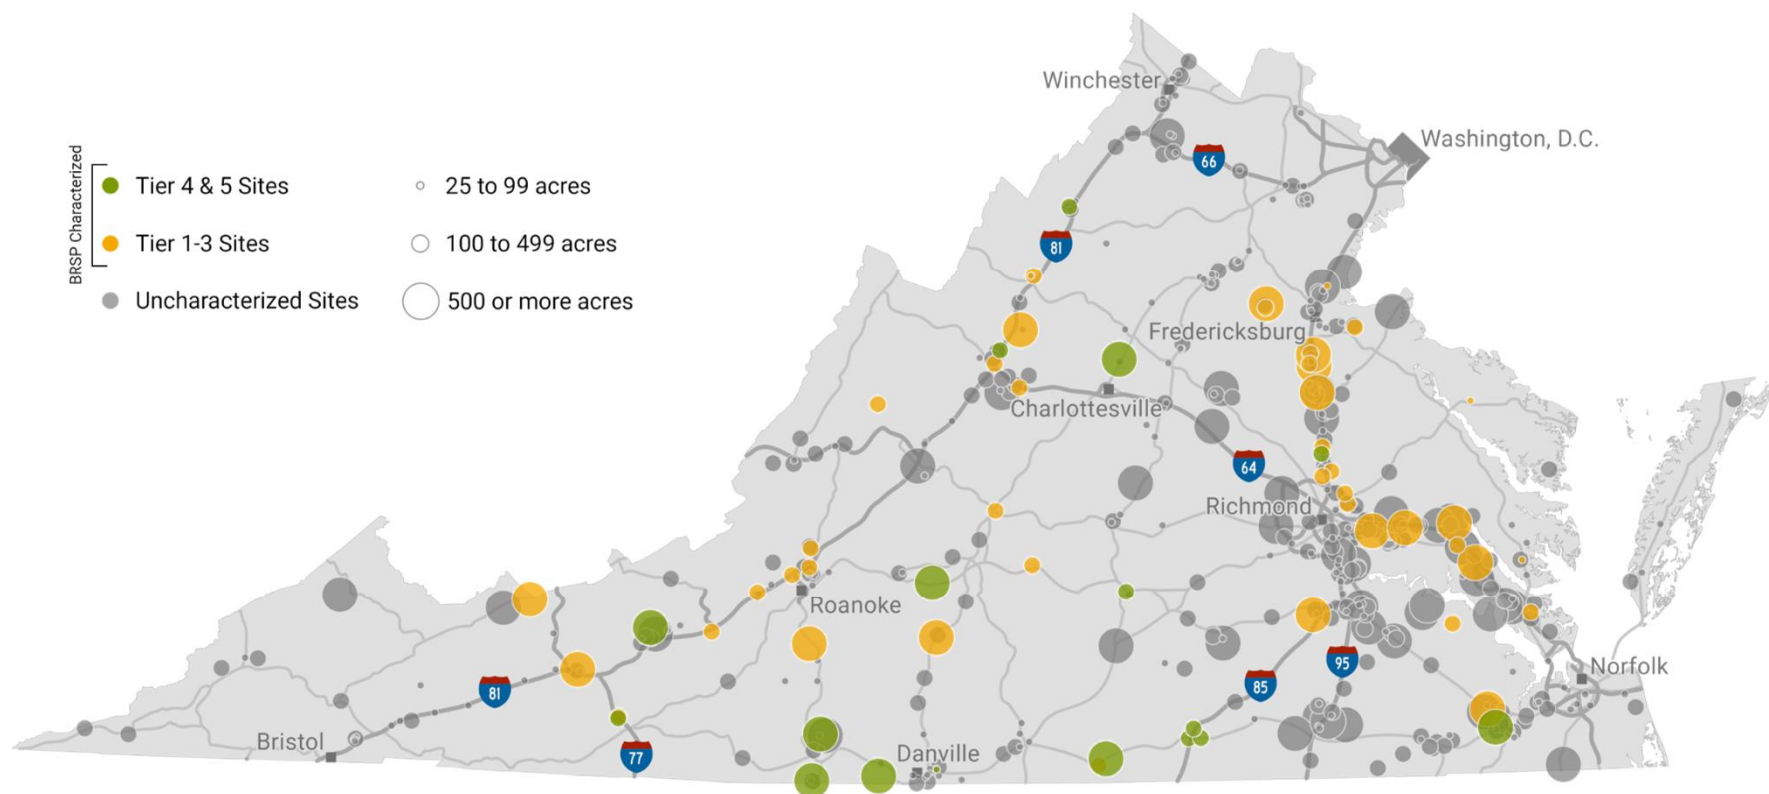 Winchester
Washington, D.C.
66
BRSP Characterized
Tier 4 & 5 Sites
25 to 99 acres
Tier 1-3 Sites
100 to 499 acres
81
Uncharacterized Sites
500 or more acres
Fredericksburg
Charlottesville
64
Richmond
Roanoke
95
Norfolk
81
85
Bristol
77
Danville